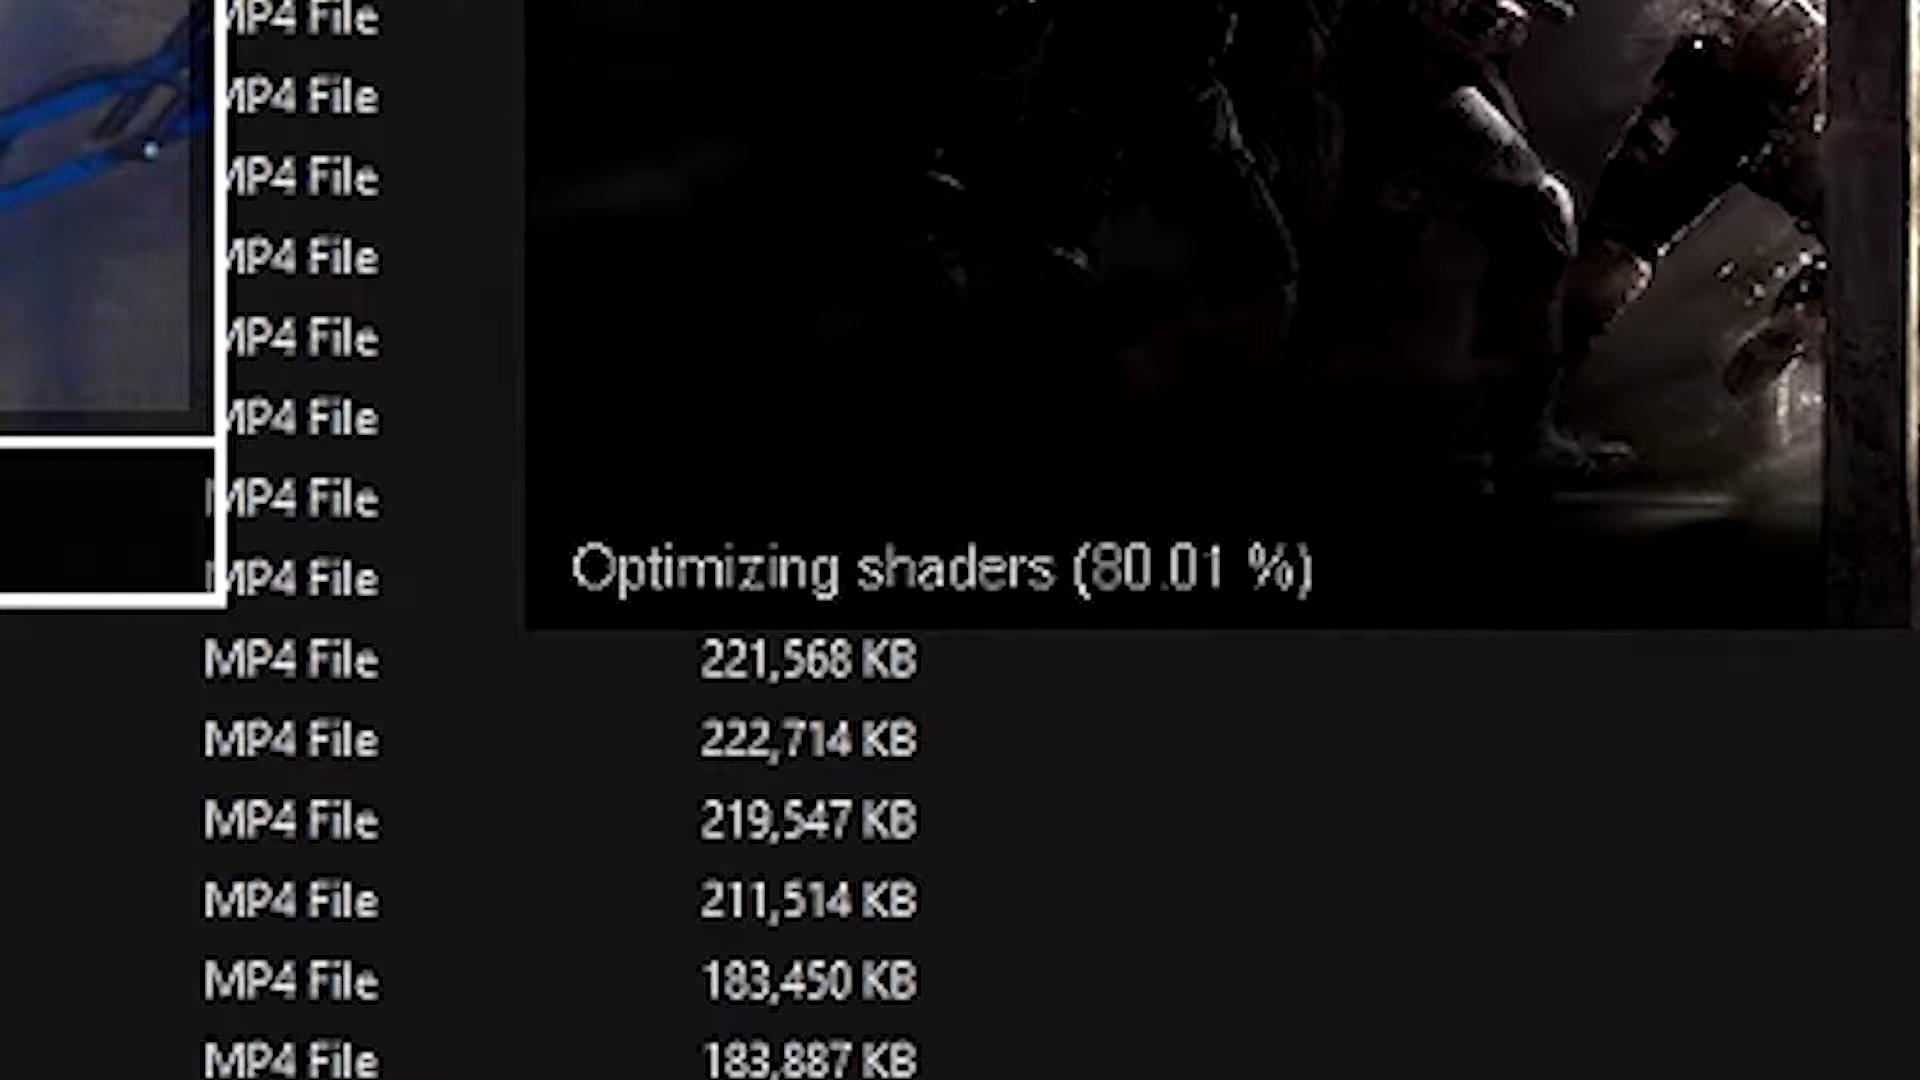 MP4 File
MP4 File
MP4 File
MP4 File
MP4 File
MP4 File
MP4 File
MP4 File
Optimizing shaders (80.01 %)
MP4 File 221,568 KB
MP4 File 222,714 KB
MP4 File 219,547 KB
MP4 File 211,514 KB
MP4 File 183,450 KB
MP4 File 183,887 KB